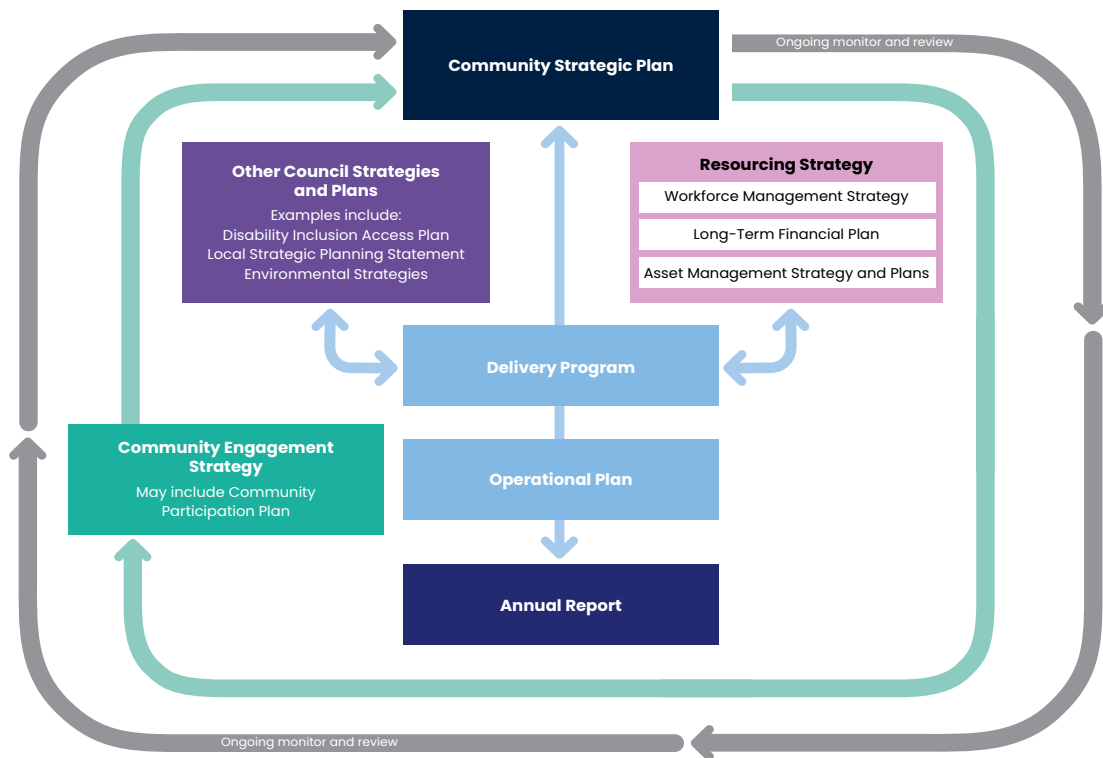 Community Strategic Plan
Ongoing monitor and review
Other Council Strategies
and Plans
Examples include:
Disability Inclusion Access Plan
Local Strategic Planning Statement
Environmental Strategies
Resourcing Strategy
Workforce Management Strategy
Long-Term Financial Plan
Asset Management Strategy and Plans
Delivery Program
Community Engagement
Strategy
May include Community
Participation Plan
Operational Plan
Annual Report
Ongoing monitor and review